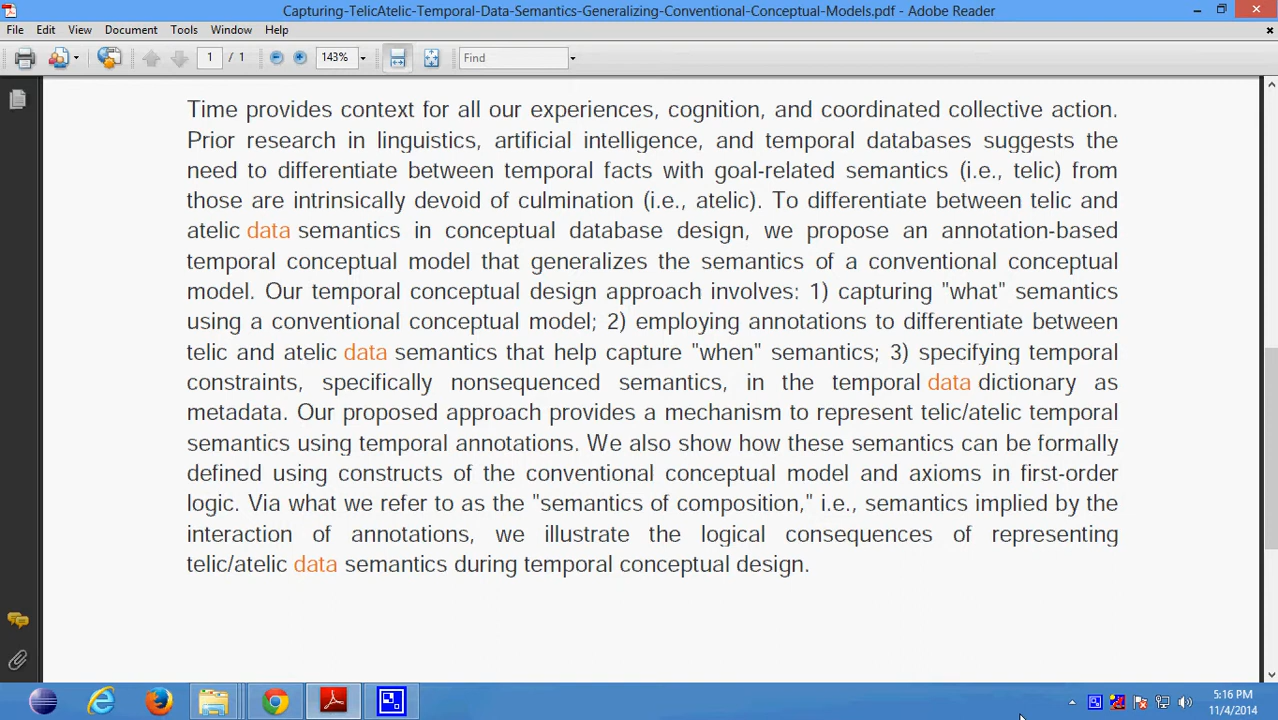 Capturing-TelicAtelic-Temporal-Data-Semantics-Generalizing-Conventional-Conceptual-Models.pdf - Adobe Reader
File Edit View Document Tools Window Help
1 / 1 143% Find
Time provides context for all our experiences, cognition, and coordinated collective action.
Prior research in linguistics, artificial intelligence, and temporal databases suggests the
need to differentiate between temporal facts with goal-related semantics (i.e., telic) from
those are intrinsically devoid of culmination (i.e., atelic). To differentiate between telic and
atelic data semantics in conceptual database design, we propose an annotation-based
temporal conceptual model that generalizes the semantics of a conventional conceptual
model. Our temporal conceptual design approach involves: 1) capturing "what" semantics
using a conventional conceptual model; 2) employing annotations to differentiate between
telic and atelic data semantics that help capture "when" semantics; 3) specifying temporal
constraints, specifically nonsequenced semantics, in the temporal data dictionary as
metadata. Our proposed approach provides a mechanism to represent telic/atelic temporal
semantics using temporal annotations. We also show how these semantics can be formally
defined using constructs of the conventional conceptual model and axioms in first-order
logic. Via what we refer to as the "semantics of composition," i.e., semantics implied by the
interaction of annotations, we illustrate the logical consequences of representing
telic/atelic data semantics during temporal conceptual design.
5:16 PM
11/4/2014